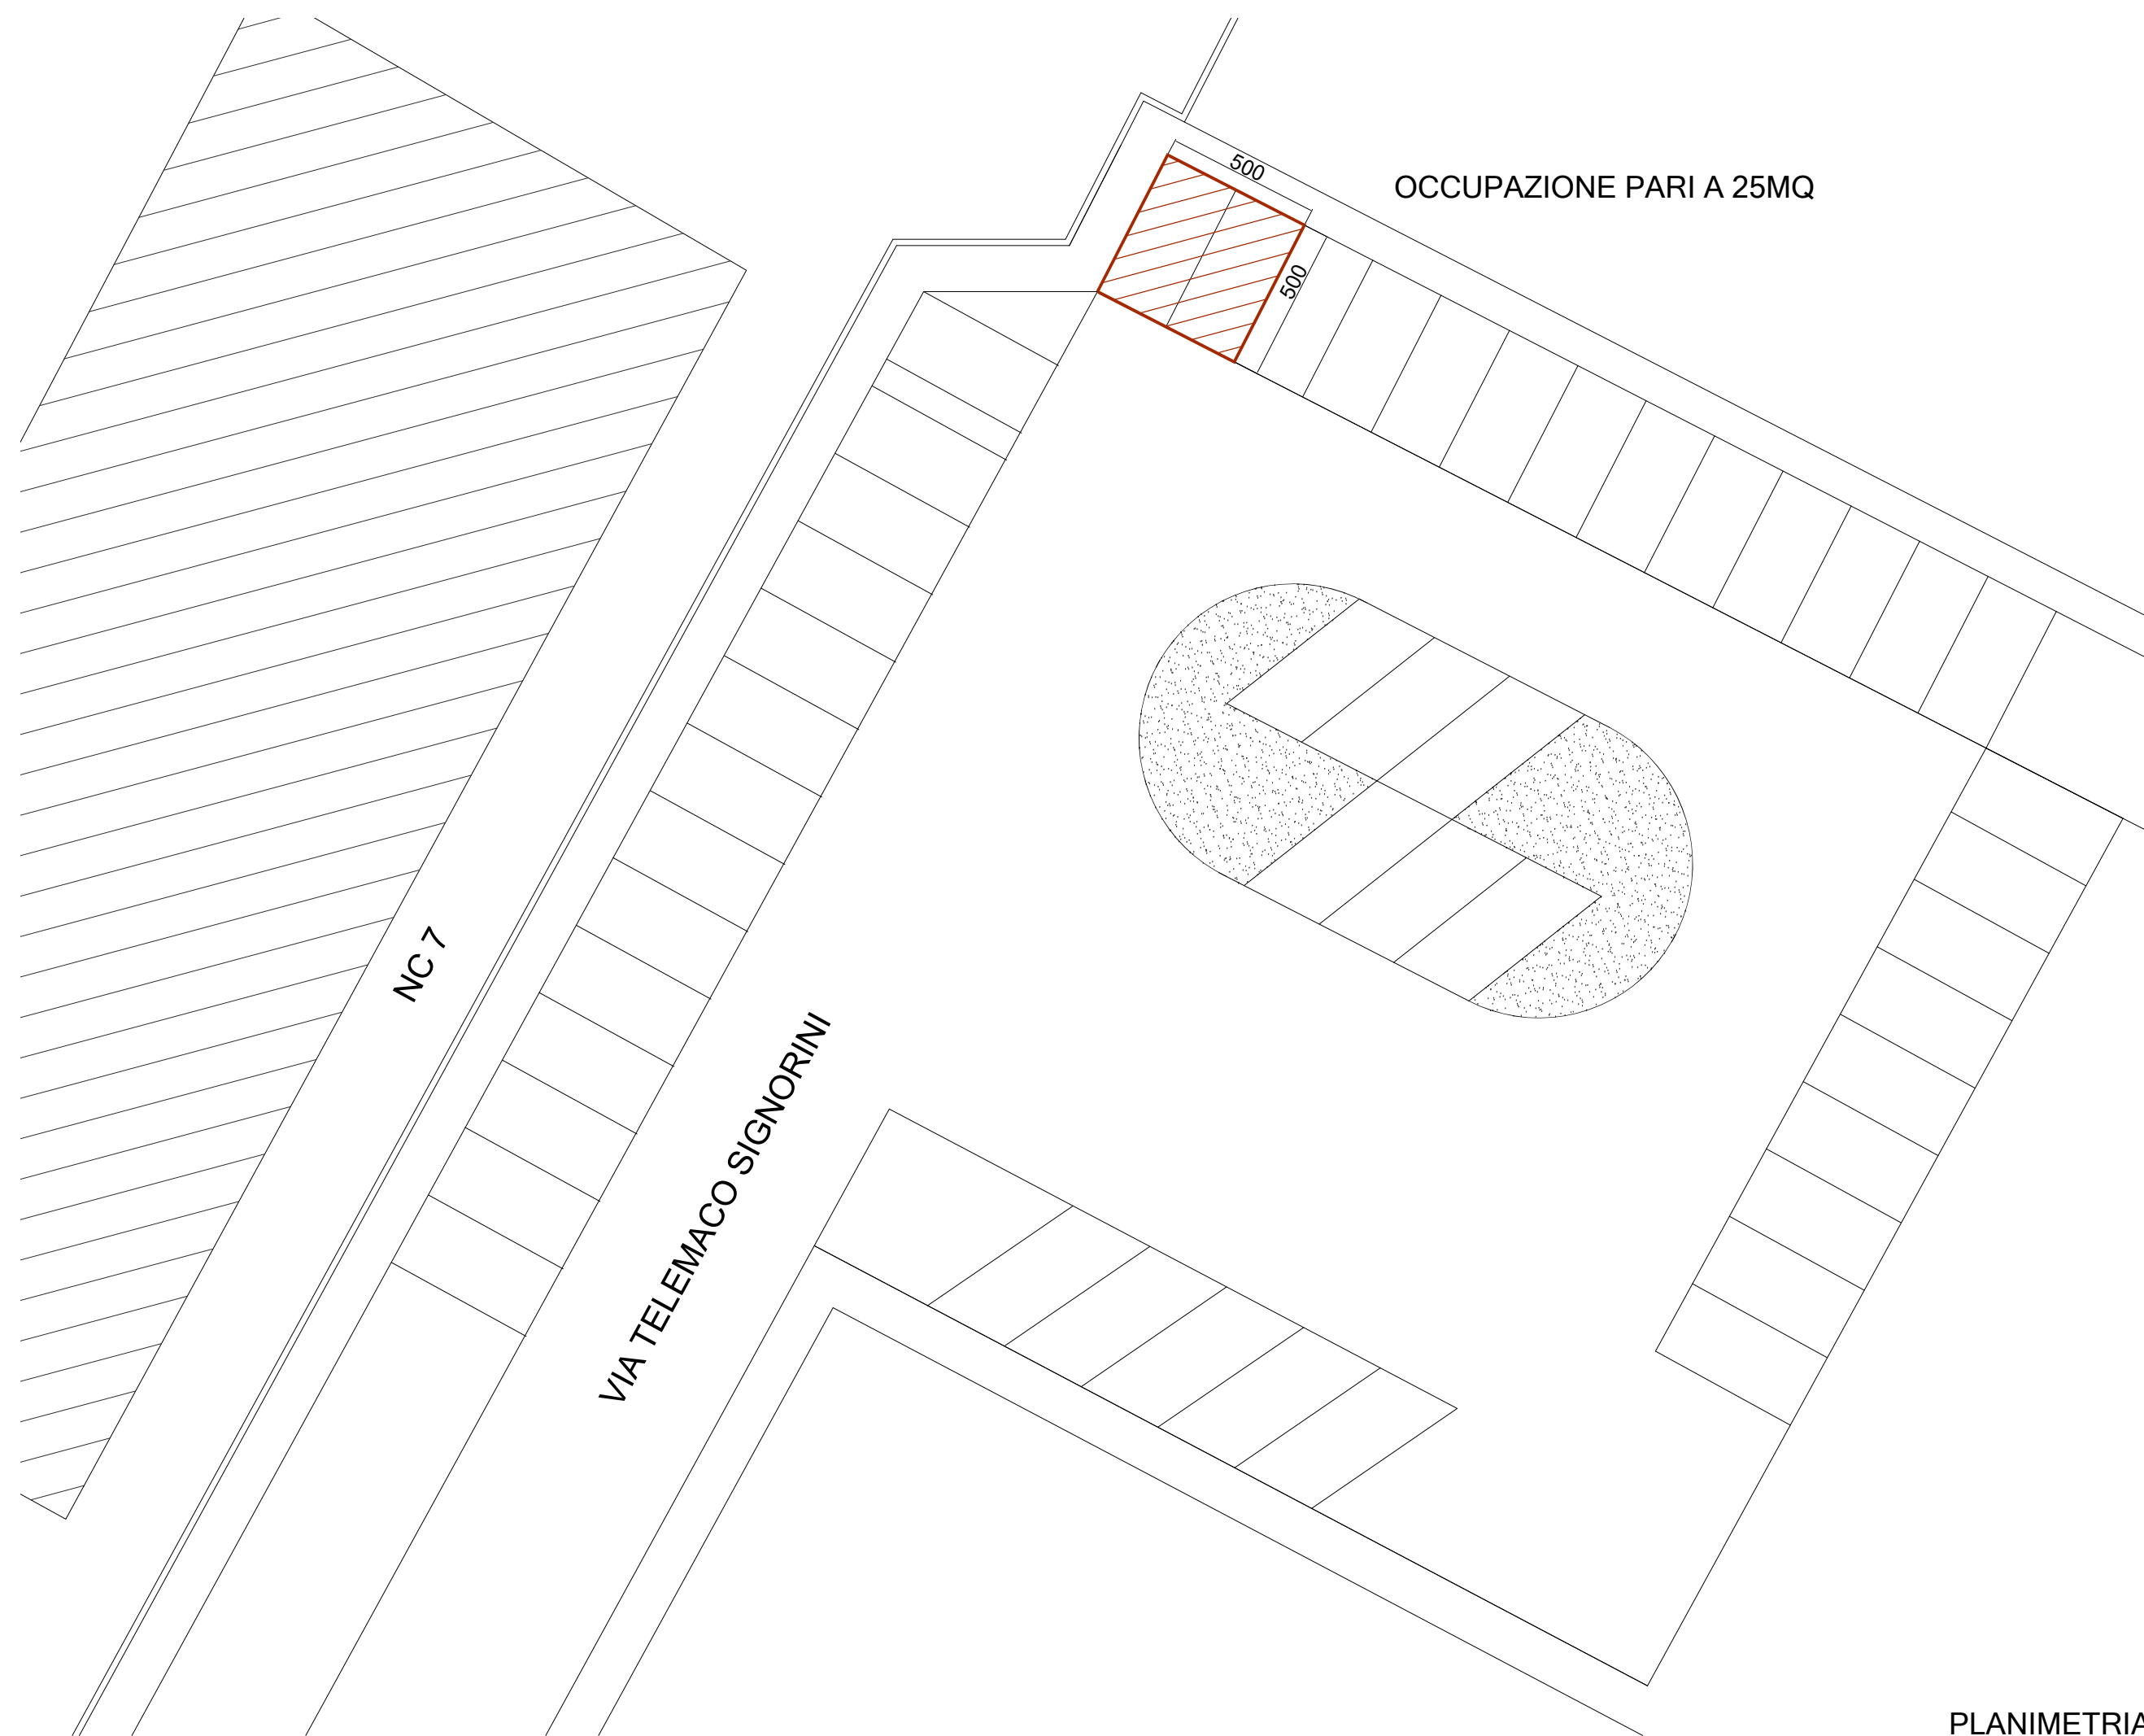 500
OCCUPAZIONE PARI A 25MQ
500
NC 7
VIA TELEMACO SIGNORINI
PLANIMETRIA